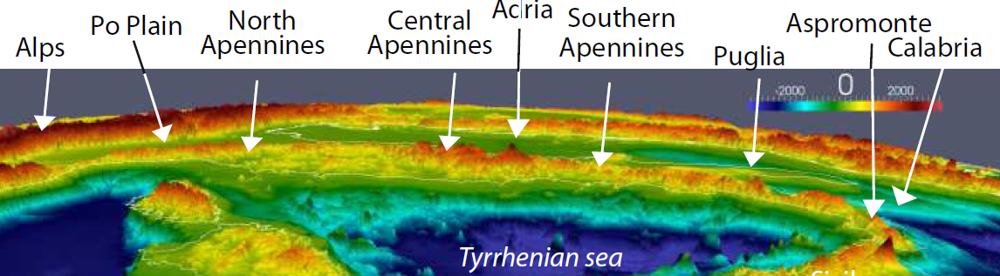 Alps
Po Plain
North
Apennines
Central
Apennines
Adria
Southern
Apennines
Puglia
Aspromonte
Calabria
-2000 0 2000
Tyrrhenian sea